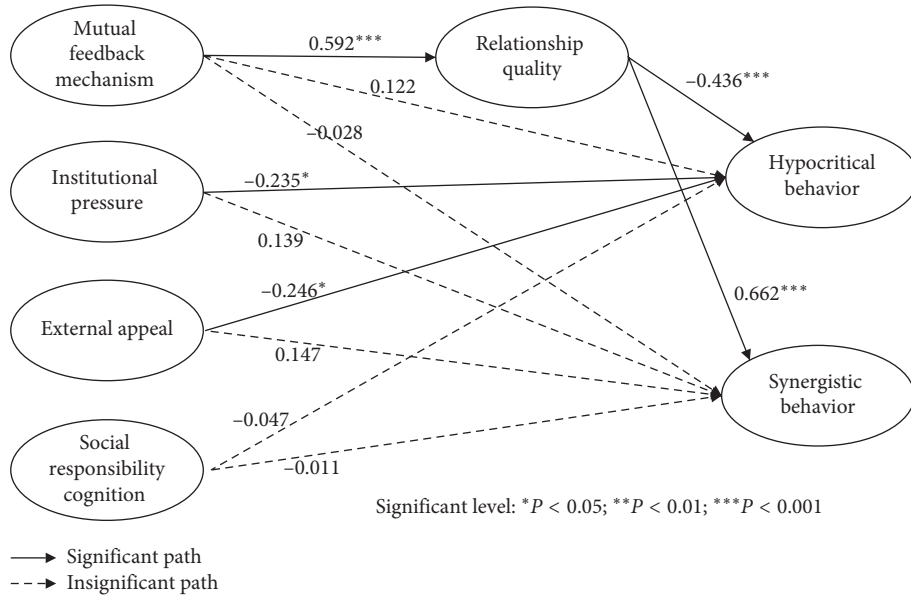 Mutual
feedback
mechanism
0.592***
Relationship
quality
–0.436***
0.122
–0.028
Hypocritical
behavior
Institutional
pressure
–0.235*
0.139
External appeal
–0.246*
0.147
0.662***
Synergistic
behavior
Social
responsibility
cognition
–0.047
–0.011
Significant level: *P < 0.05; **P < 0.01; ***P < 0.001
Significant path
Insignificant path